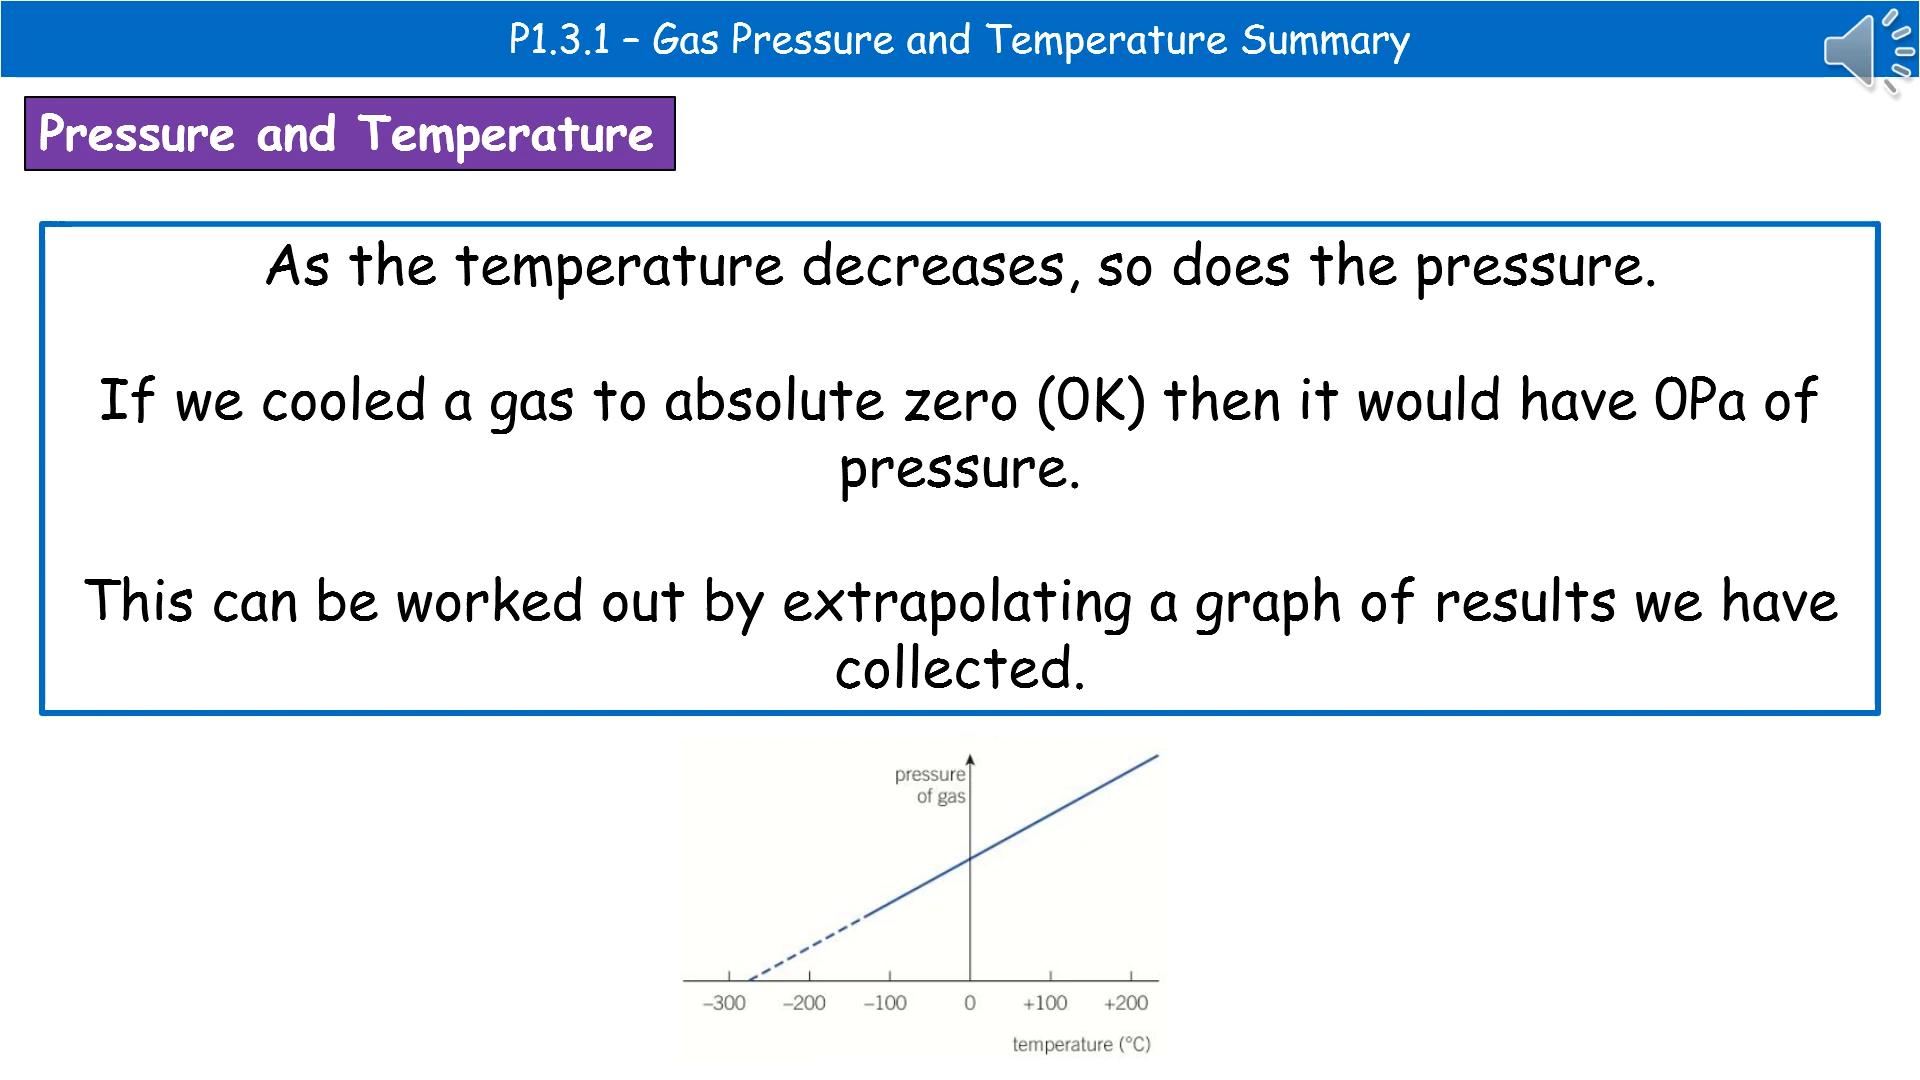 P1.3.1 – Gas Pressure and Temperature Summary
Pressure and Temperature
As the temperature decreases, so does the pressure.
If we cooled a gas to absolute zero (0K) then it would have 0Pa of
pressure.
This can be worked out by extrapolating a graph of results we have
collected.
pressure
of gas
–300 –200 –100 0 +100 +200
temperature (°C)